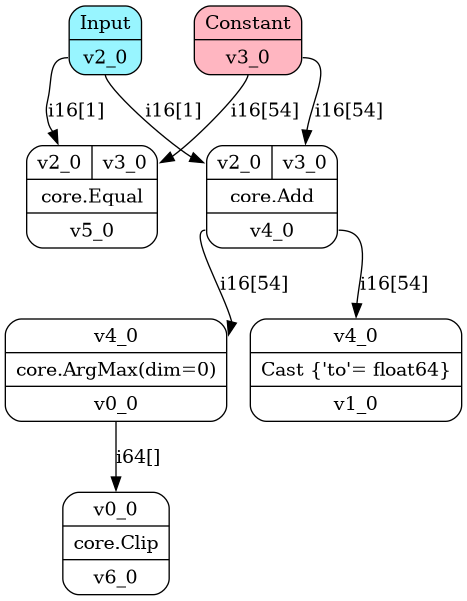 Input
v2_0
Constant
v3_0
i16[1]
i16[1]
i16[54]
i16[54]
v2_0 v3_0
core.Equal
v5_0
v2_0 v3_0
core.Add
v4_0
i16[54]
i16[54]
v4_0
core.ArgMax(dim=0)
v0_0
v4_0
Cast {'to'= float64}
v1_0
i64[]
v0_0
core.Clip
v6_0